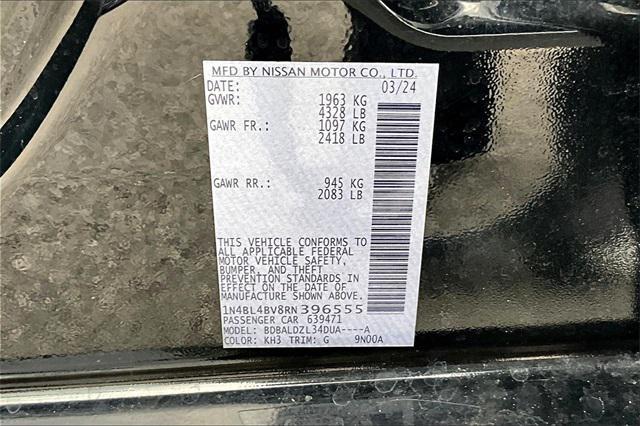 MFD BY NISSAN MOTOR CO., LTD.
DATE: 03/24
GVWR: 1963 KG
4328 LB
GAWR FR.: 1097 KG
2418 LB
GAWR RR.: 945 KG
2083 LB
THIS VEHICLE CONFORMS TO
ALL APPLICABLE FEDERAL
MOTOR VEHICLE SAFETY,
BUMPER, AND THEFT
PREVENTION STANDARDS IN
EFFECT ON THE DATE OF
MANUFACTURE SHOWN ABOVE.
1N4BL4BV8RN396555
PASSENGER CAR 639471
MODEL: BDBALDZL34DUA----A
COLOR: KH3 TRIM: G 9N00A